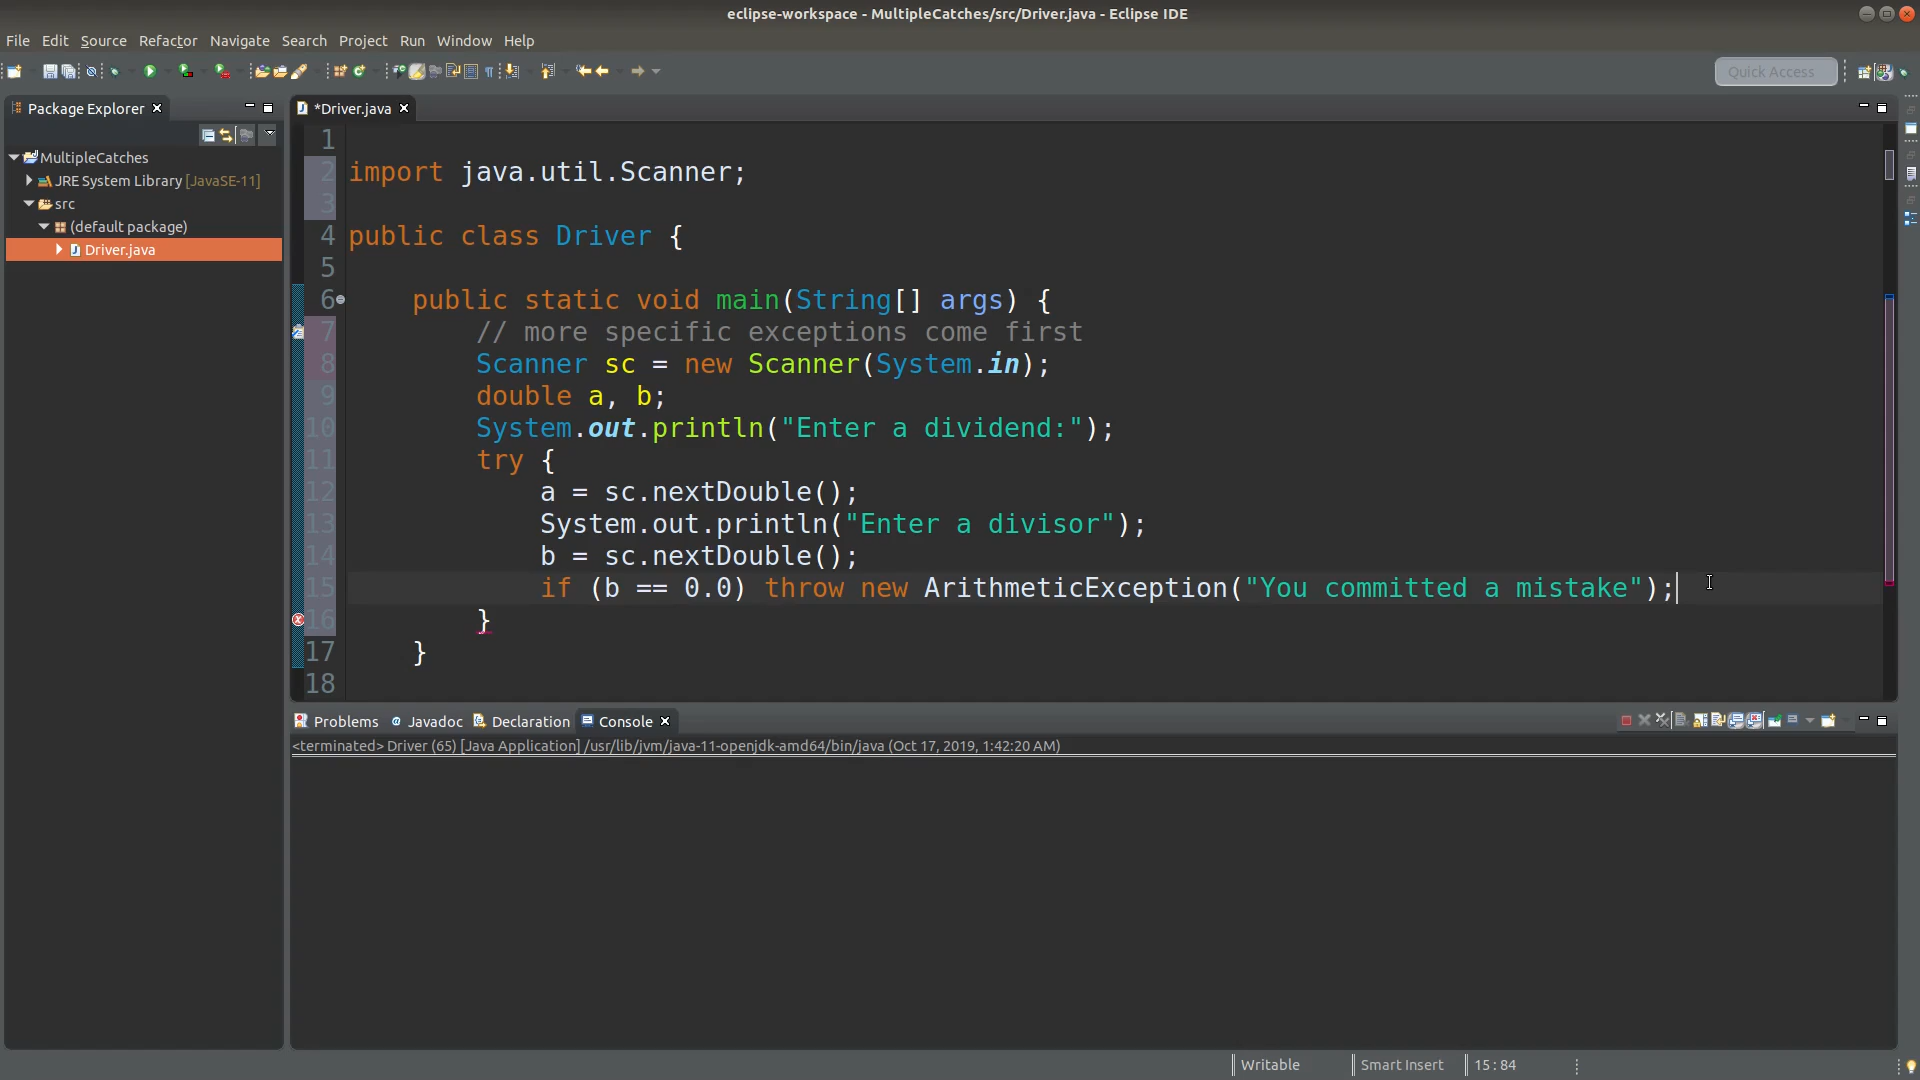 eclipse-workspace - MultipleCatches/src/Driver.java - Eclipse IDE
File Edit Source Refactor Navigate Search Project Run Window Help
Quick Access
Package Explorer
MultipleCatches
JRE System Library [JavaSE-11]
src
(default package)
Driver.java
*Driver.java
1
2 import java.util.Scanner;
3
4 public class Driver {
5
6 public static void main(String[] args) {
7 // more specific exceptions come first
8 Scanner sc = new Scanner(System.in);
9 double a, b;
10 System.out.println("Enter a dividend:");
11 try {
12 a = sc.nextDouble();
13 System.out.println("Enter a divisor");
14 b = sc.nextDouble();
15 if (b == 0.0) throw new ArithmeticException("You committed a mistake");
16 }
17 }
18
Problems Javadoc Declaration Console
<terminated> Driver (65) [Java Application] /usr/lib/jvm/java-11-openjdk-amd64/bin/java (Oct 17, 2019, 1:42:20 AM)
Writable Smart Insert 15 : 84